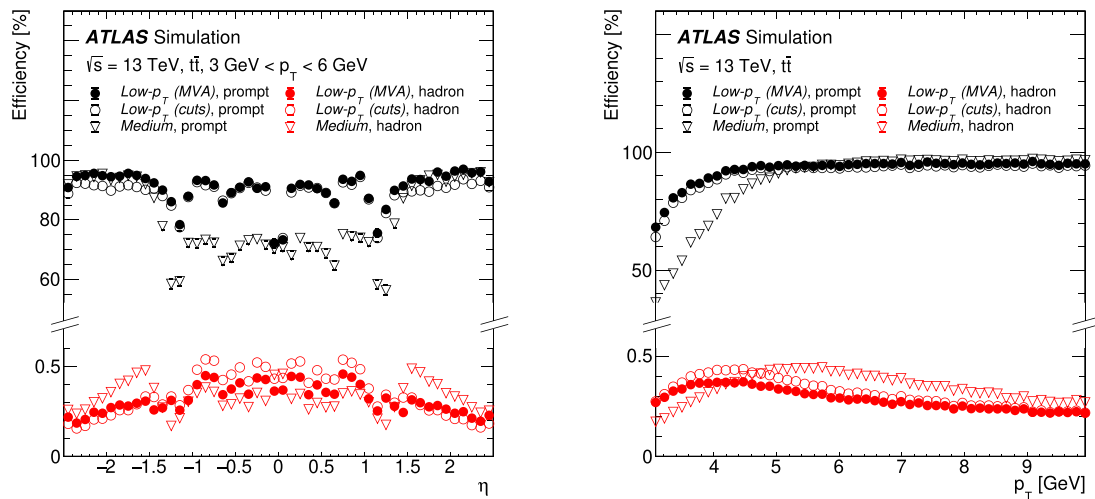 Efficiency [%]
ATLAS Simulation
√s = 13 TeV, tt̄, 3 GeV < p_T < 6 GeV
Low-p_T (MVA), prompt
Low-p_T (MVA), hadron
Low-p_T (cuts), prompt
Low-p_T (cuts), hadron
Medium, prompt
Medium, hadron
100
80
60
0.5
0
−2 −1.5 −1 −0.5 0 0.5 1 1.5 2
η
Efficiency [%]
ATLAS Simulation
√s = 13 TeV, tt̄
Low-p_T (MVA), prompt
Low-p_T (MVA), hadron
Low-p_T (cuts), prompt
Low-p_T (cuts), hadron
Medium, prompt
Medium, hadron
100
50
0.5
0
4 5 6 7 8 9
p_T [GeV]